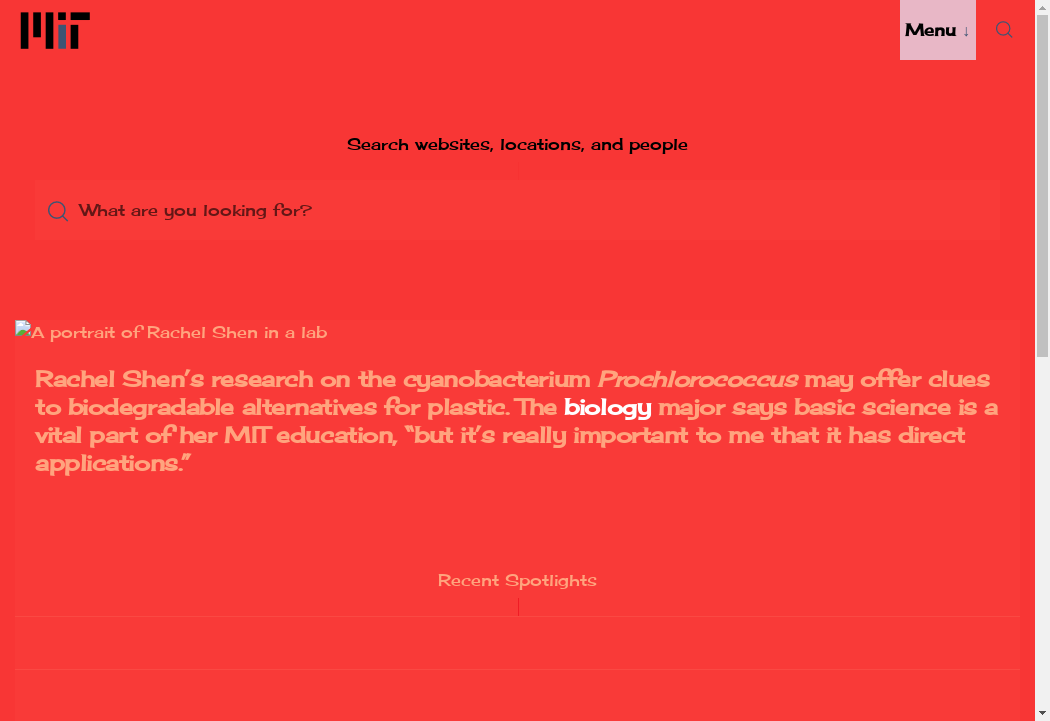 MIT
Menu ↓
Search websites, locations, and people
What are you looking for?
A portrait of Rachel Shen in a lab
Rachel Shen’s research on the cyanobacterium Prochlorococcus may offer clues
to biodegradable alternatives for plastic. The biology major says basic science is a
vital part of her MIT education, “but it’s really important to me that it has direct
applications.”
Recent Spotlights